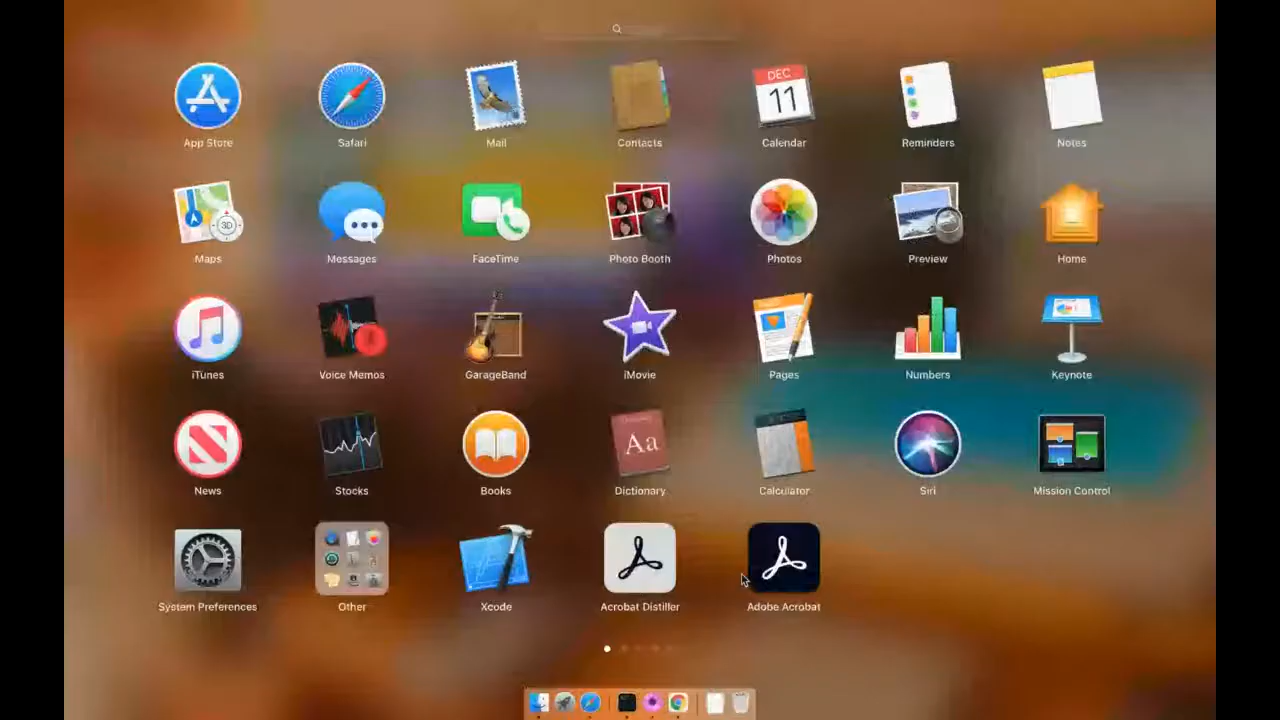 App Store Safari Mail Contacts Calendar Reminders Notes
DEC
11
Maps Messages FaceTime Photo Booth Photos Preview Home
3D
iTunes Voice Memos GarageBand iMovie Pages Numbers Keynote
News Stocks Books Dictionary Calculator Siri Mission Control
Aa
System Preferences Other Xcode Acrobat Distiller Adobe Acrobat